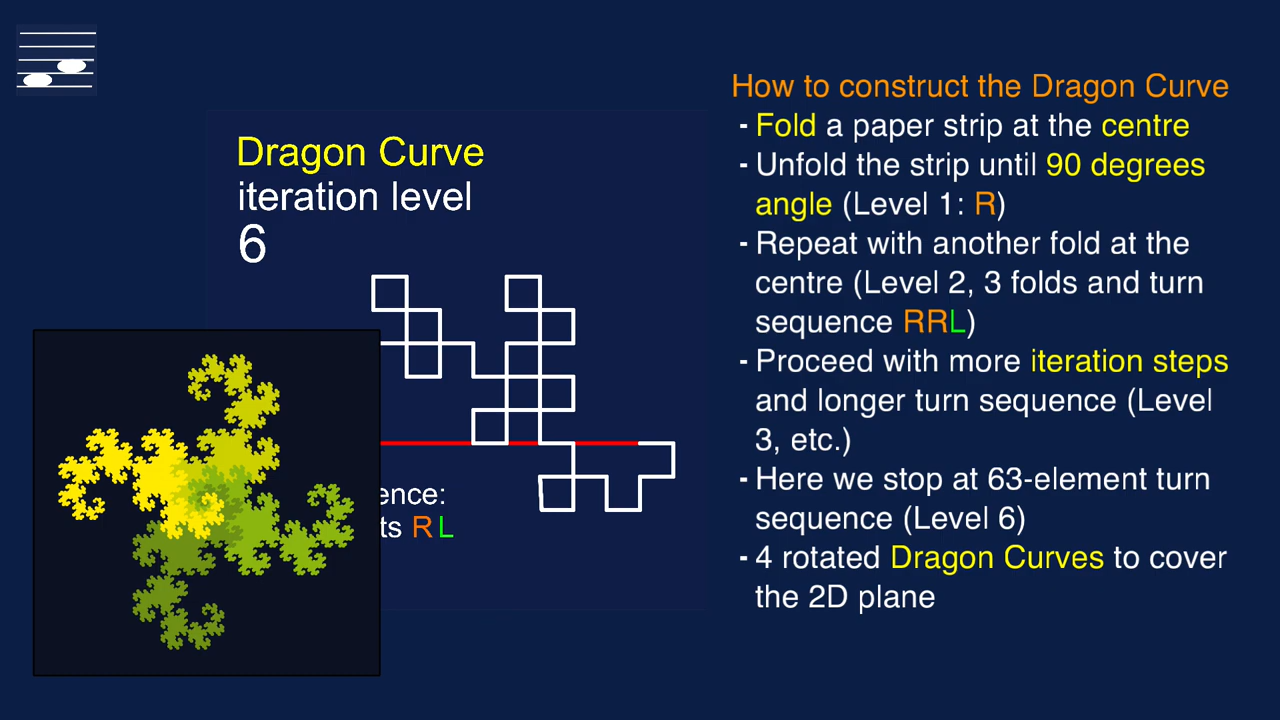 Dragon Curve
iteration level
6
ence:
ts R L
How to construct the Dragon Curve
- Fold a paper strip at the centre
- Unfold the strip until 90 degrees
angle (Level 1: R)
- Repeat with another fold at the
centre (Level 2, 3 folds and turn
sequence RRL)
- Proceed with more iteration steps
and longer turn sequence (Level
3, etc.)
- Here we stop at 63-element turn
sequence (Level 6)
- 4 rotated Dragon Curves to cover
the 2D plane